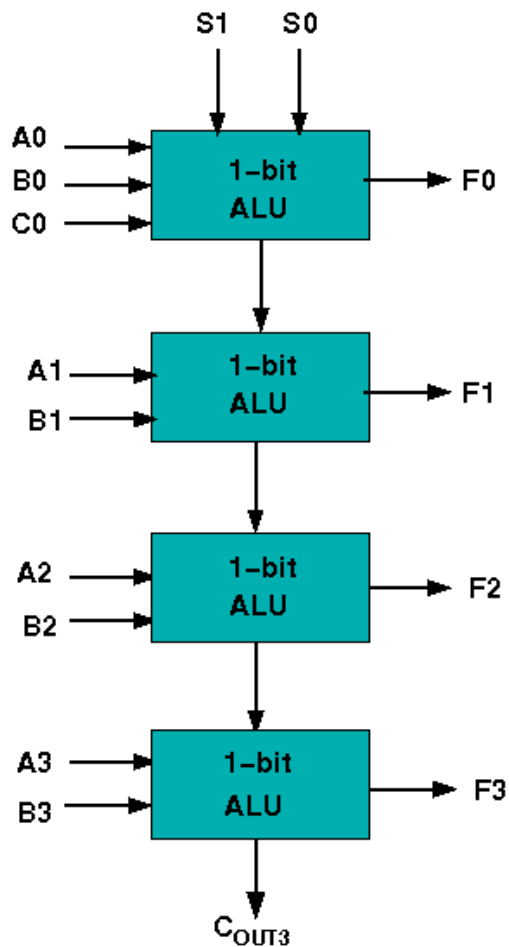 S1 S0
A0
B0
C0
1-bit
ALU
F0
A1
B1
1-bit
ALU
F1
A2
B2
1-bit
ALU
F2
A3
B3
1-bit
ALU
F3
COUT3